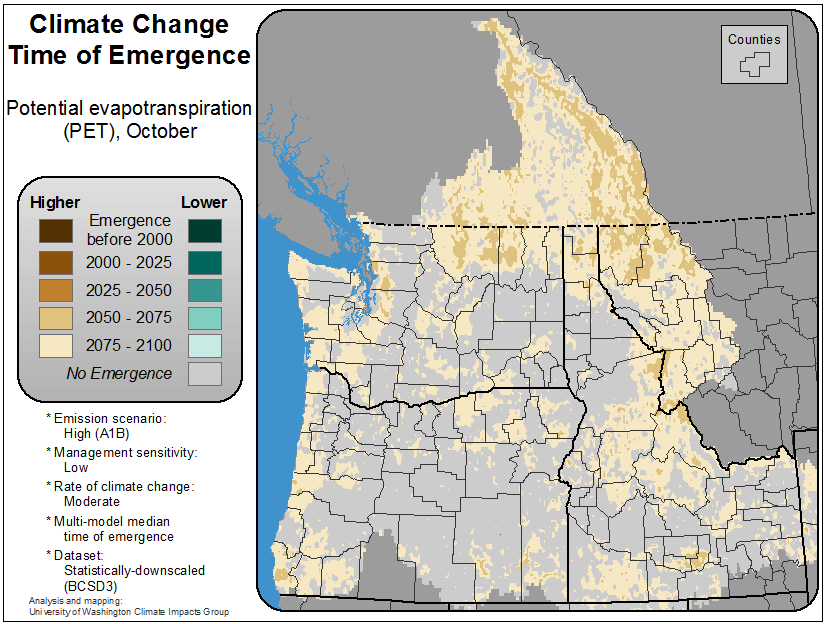 Climate Change
Time of Emergence
Potential evapotranspiration
(PET), October
Higher
Lower
Emergence
before 2000
2000 - 2025
2025 - 2050
2050 - 2075
2075 - 2100
No Emergence
* Emission scenario:
High (A1B)
* Management sensitivity:
Low
* Rate of climate change:
Moderate
* Multi-model median
time of emergence
* Dataset:
Statistically-downscaled
(BCSD3)
Analysis and mapping:
University of Washington Climate Impacts Group
Counties